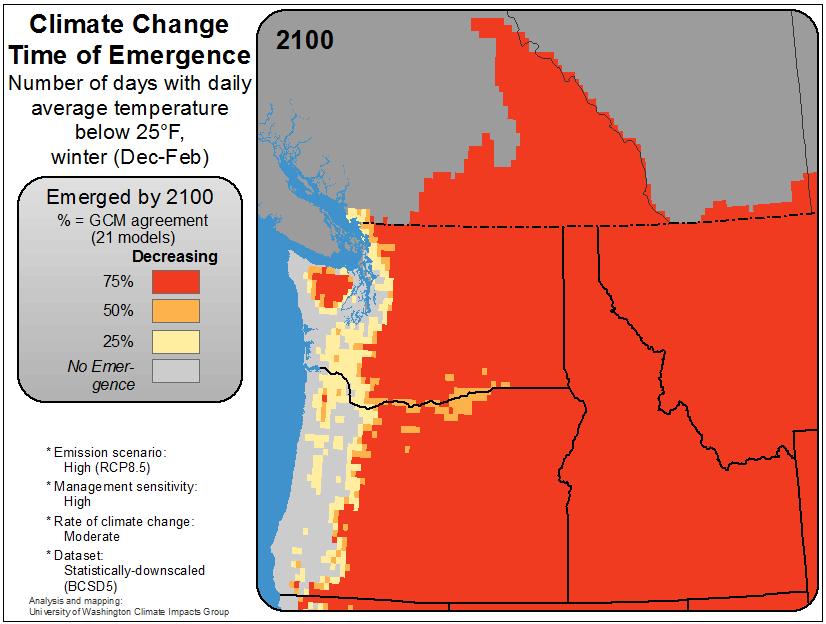 Climate Change
Time of Emergence
Number of days with daily
average temperature
below 25°F,
winter (Dec-Feb)
2100
Emerged by 2100
% = GCM agreement
(21 models)
Decreasing
75%
50%
25%
No Emer-
gence
* Emission scenario:
High (RCP8.5)
* Management sensitivity:
High
* Rate of climate change:
Moderate
* Dataset:
Statistically-downscaled
(BCSD5)
Analysis and mapping:
University of Washington Climate Impacts Group